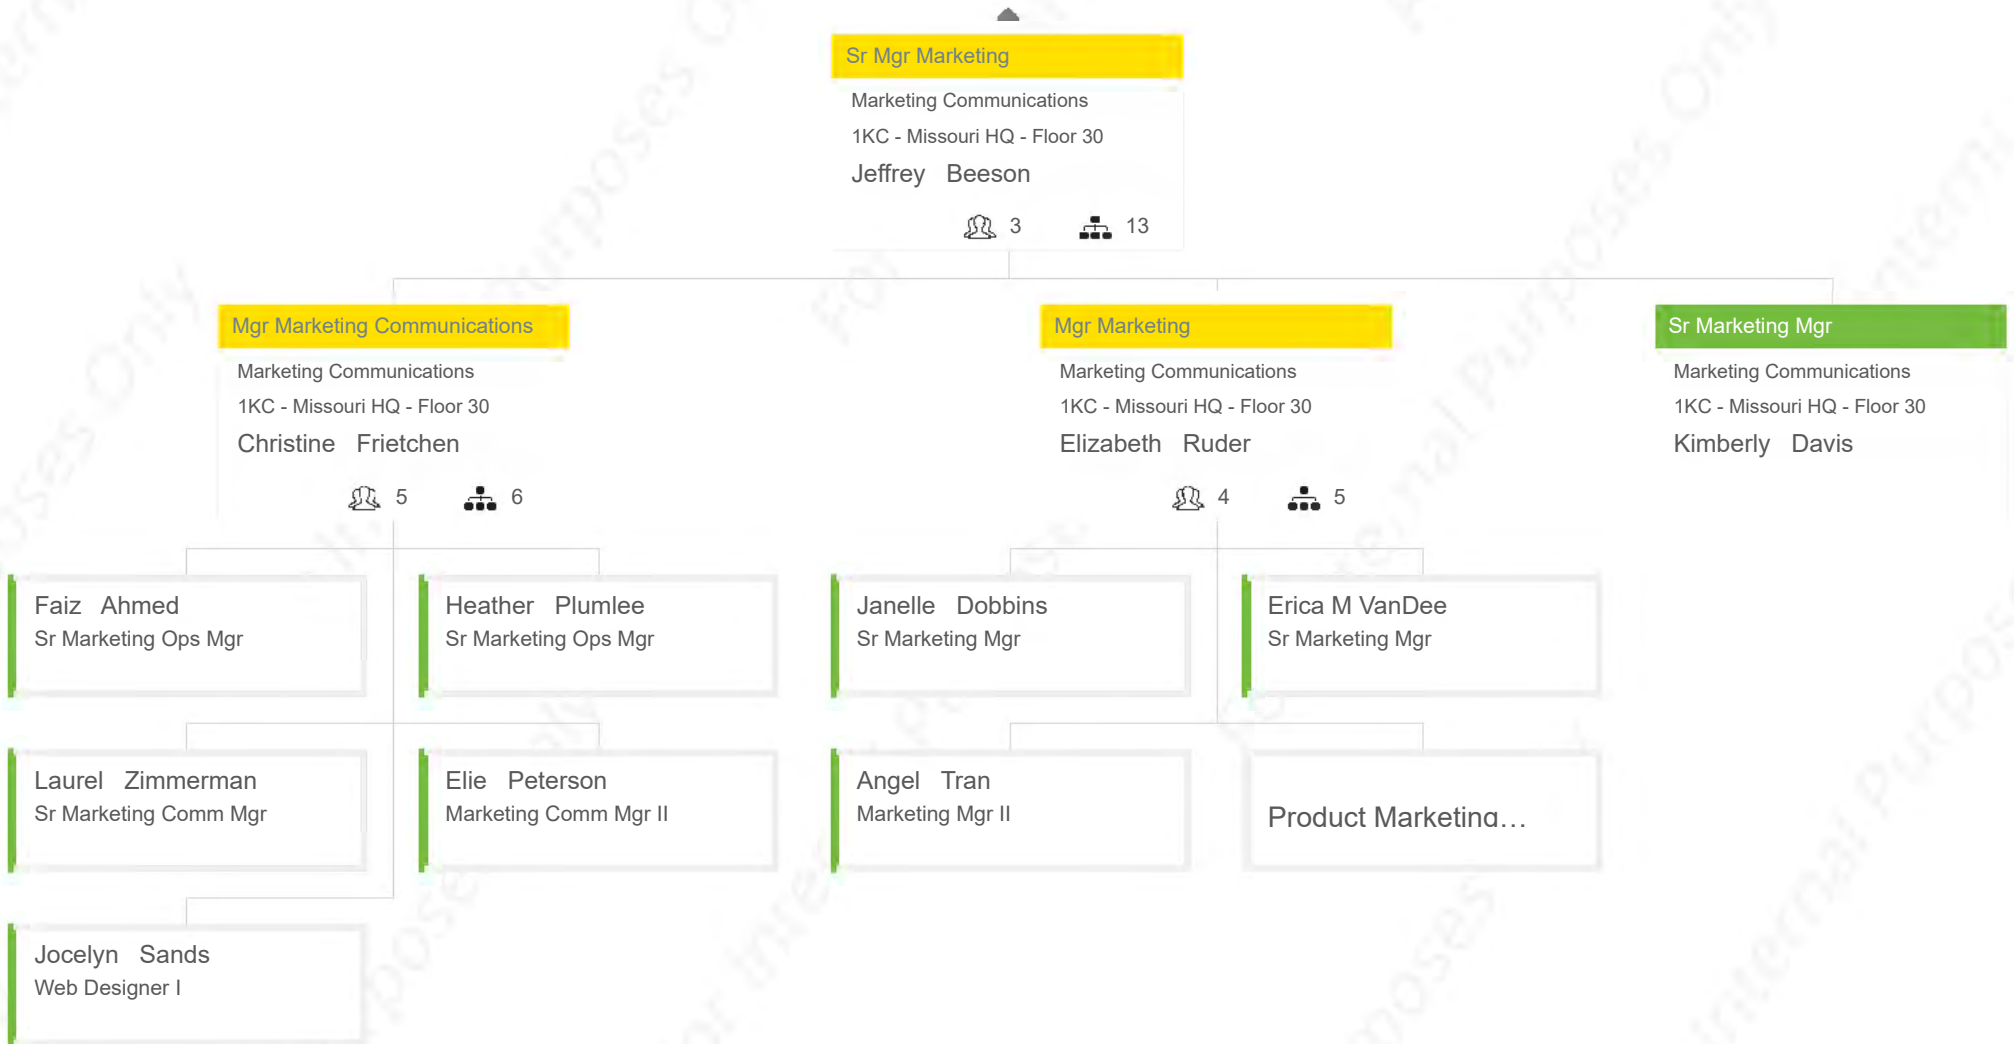 Sr Mgr Marketing
Marketing Communications
1KC - Missouri HQ - Floor 30
Jeffrey Beeson
3 13
Mgr Marketing Communications
Marketing Communications
1KC - Missouri HQ - Floor 30
Christine Frietchen
5 6
Mgr Marketing
Marketing Communications
1KC - Missouri HQ - Floor 30
Elizabeth Ruder
4 5
Sr Marketing Mgr
Marketing Communications
1KC - Missouri HQ - Floor 30
Kimberly Davis
Faiz Ahmed
Sr Marketing Ops Mgr
Heather Plumlee
Sr Marketing Ops Mgr
Janelle Dobbins
Sr Marketing Mgr
Erica M VanDee
Sr Marketing Mgr
Laurel Zimmerman
Sr Marketing Comm Mgr
Elie Peterson
Marketing Comm Mgr II
Angel Tran
Marketing Mgr II
Product Marketing…
Jocelyn Sands
Web Designer I